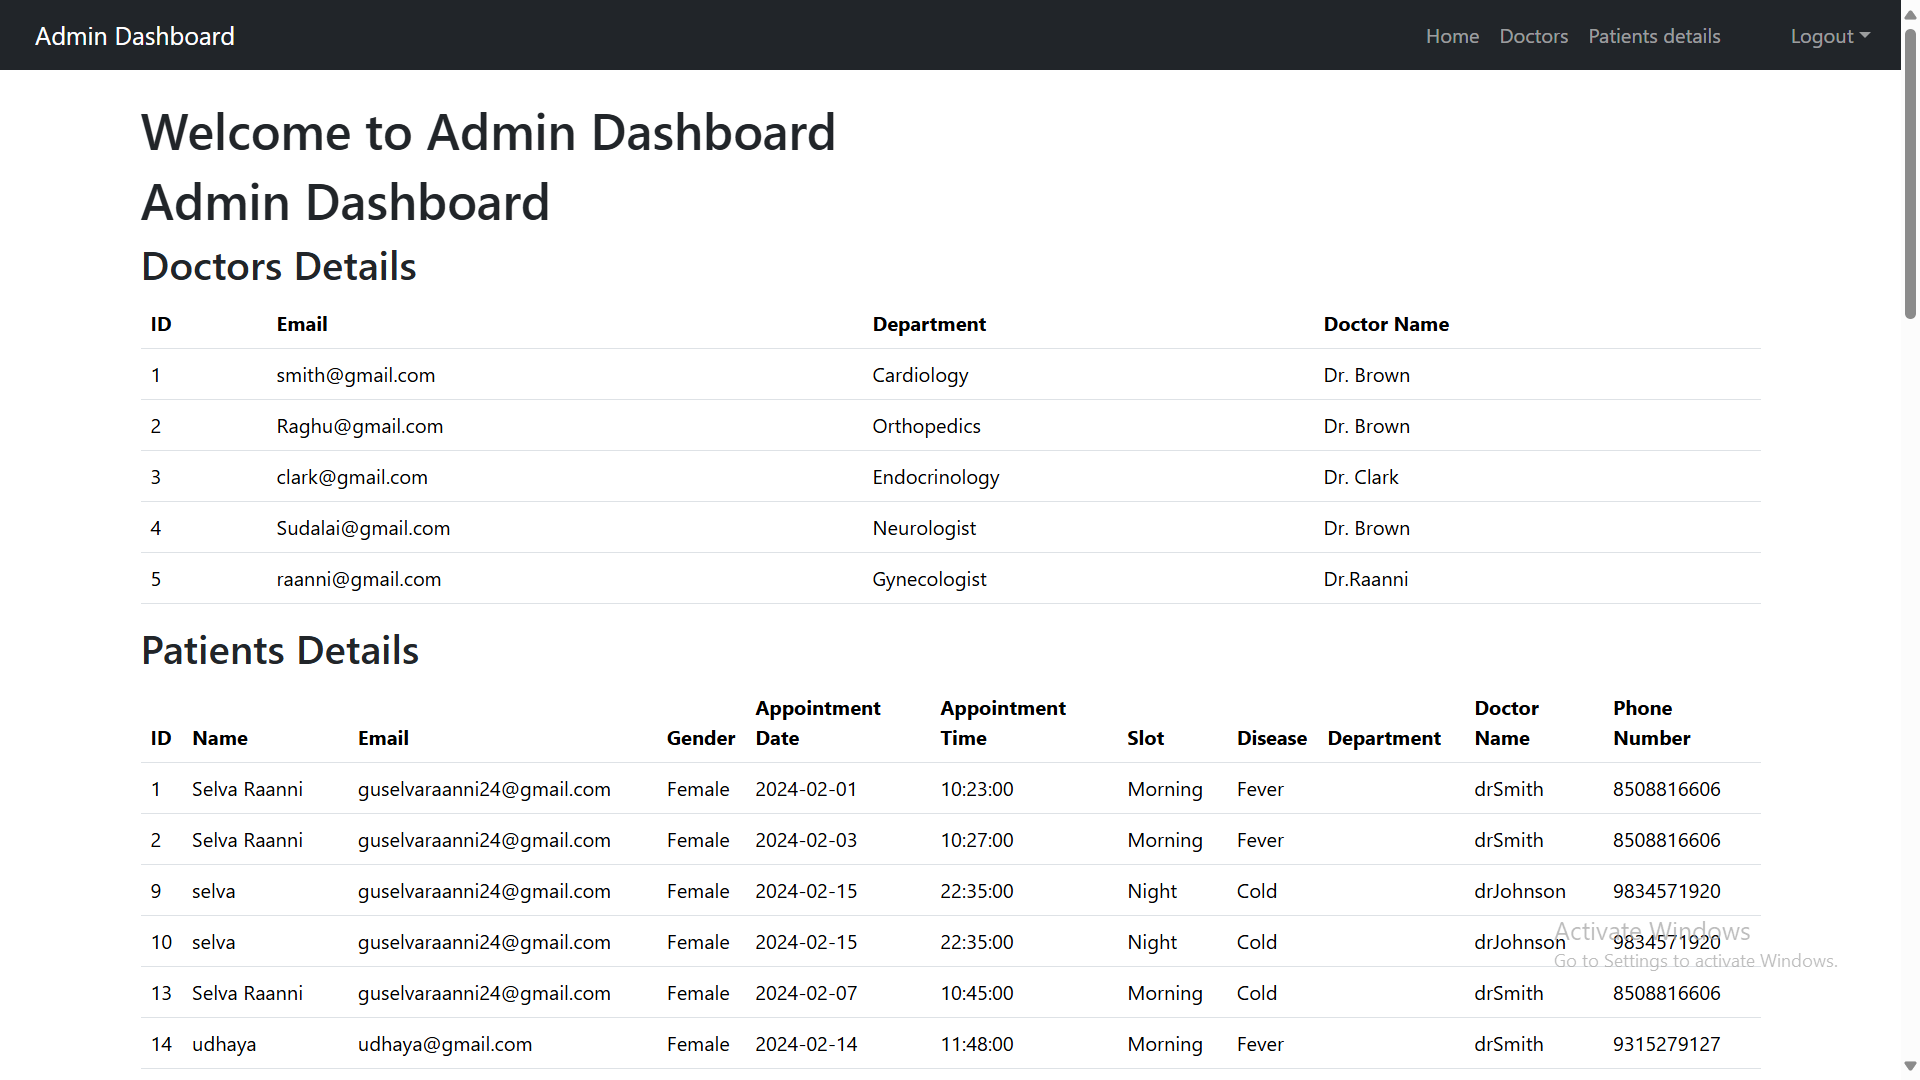 Admin Dashboard Home Doctors Patients details Logout
Welcome to Admin Dashboard
Admin Dashboard
Doctors Details
ID Email Department Doctor Name
1 smith@gmail.com Cardiology Dr. Brown
2 Raghu@gmail.com Orthopedics Dr. Brown
3 clark@gmail.com Endocrinology Dr. Clark
4 Sudalai@gmail.com Neurologist Dr. Brown
5 raanni@gmail.com Gynecologist Dr.Raanni
Patients Details
ID Name Email Gender Appointment Date Appointment Time Slot Disease Department Doctor Name Phone Number
1 Selva Raanni guselvaraanni24@gmail.com Female 2024-02-01 10:23:00 Morning Fever drSmith 8508816606
2 Selva Raanni guselvaraanni24@gmail.com Female 2024-02-03 10:27:00 Morning Fever drSmith 8508816606
9 selva guselvaraanni24@gmail.com Female 2024-02-15 22:35:00 Night Cold drJohnson 9834571920
10 selva guselvaraanni24@gmail.com Female 2024-02-15 22:35:00 Night Cold drJohnson 9834571920
13 Selva Raanni guselvaraanni24@gmail.com Female 2024-02-07 10:45:00 Morning Cold drSmith 8508816606
14 udhaya udhaya@gmail.com Female 2024-02-14 11:48:00 Morning Fever drSmith 9315279127
Activate Windows
Go to Settings to activate Windows.